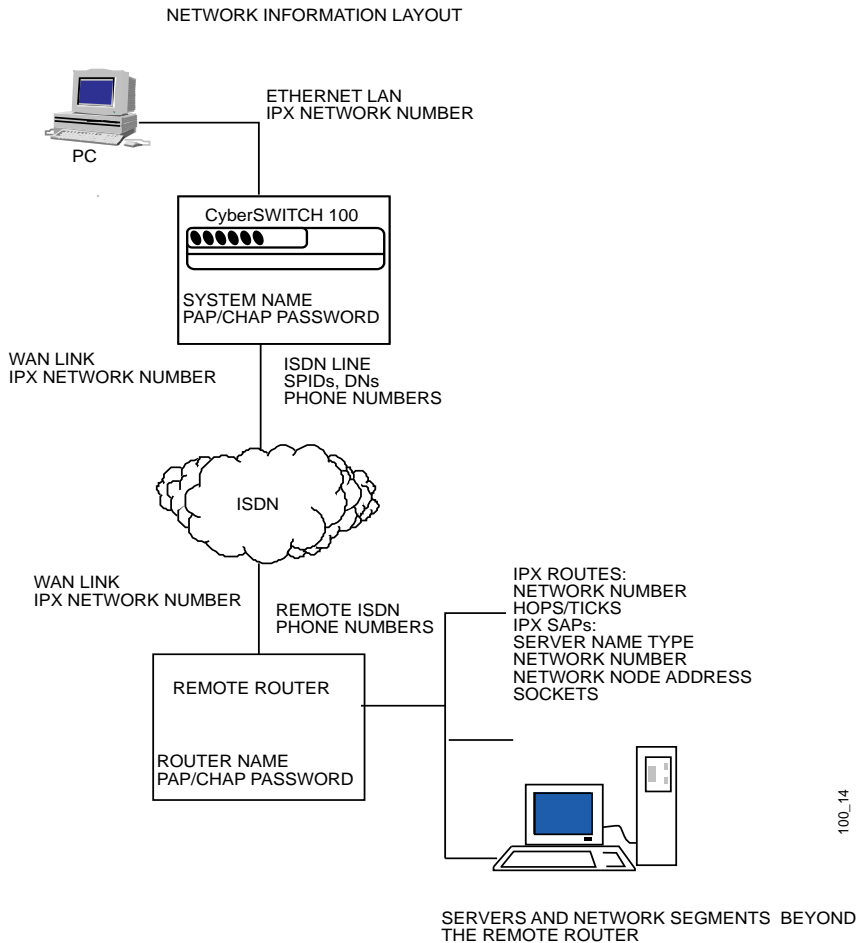 NETWORK INFORMATION LAYOUT
ETHERNET LAN
IPX NETWORK NUMBER
PC
CyberSWITCH 100
SYSTEM NAME
PAP/CHAP PASSWORD
WAN LINK
IPX NETWORK NUMBER
ISDN LINE
SPIDs, DNs
PHONE NUMBERS
ISDN
WAN LINK
IPX NETWORK NUMBER
REMOTE ISDN
PHONE NUMBERS
IPX ROUTES:
NETWORK NUMBER
HOPS/TICKS
IPX SAPs:
SERVER NAME TYPE
NETWORK NUMBER
NETWORK NODE ADDRESS
SOCKETS
REMOTE ROUTER
ROUTER NAME
PAP/CHAP PASSWORD
100_14
SERVERS AND NETWORK SEGMENTS BEYOND
THE REMOTE ROUTER